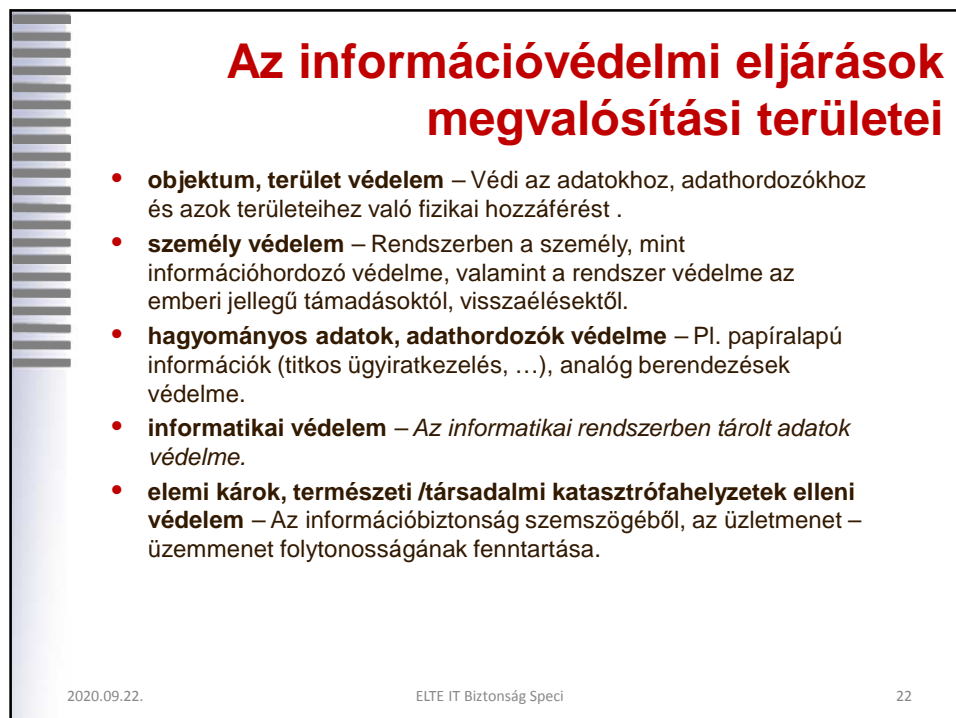 Az információvédelmi eljárások
megvalósítási területei
• objektum, terület védelem – Védi az adatokhoz, adathordozókhoz
és azok területeihez való fizikai hozzáférést .
• személy védelem – Rendszerben a személy, mint
információhordozó védelme, valamint a rendszer védelme az
emberi jellegű támadásoktól, visszaélésektől.
• hagyományos adatok, adathordozók védelme – Pl. papíralapú
információk (titkos ügyiratkezelés, …), analóg berendezések
védelme.
• informatikai védelem – Az informatikai rendszerben tárolt adatok
védelme.
• elemi károk, természeti /társadalmi katasztrófahelyzetek elleni
védelem – Az információbiztonság szemszögéből, az üzletmenet –
üzemmenet folytonosságának fenntartása.
2020.09.22.
ELTE IT Biztonság Speci
22